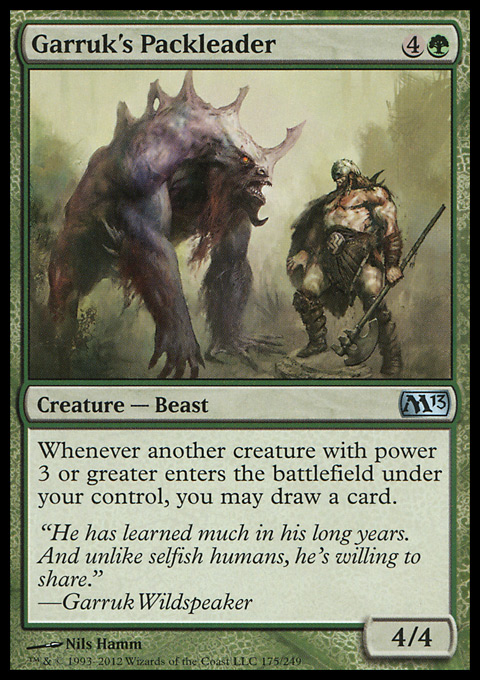 Garruk's Packleader 4
Creature — Beast M13
Whenever another creature with power
3 or greater enters the battlefield under
your control, you may draw a card.
“He has learned much in his long years.
And unlike selfish humans, he’s willing to
share.”
—Garruk Wildspeaker
Nils Hamm
4/4
™ & © 1993–2012 Wizards of the Coast LLC 175/249